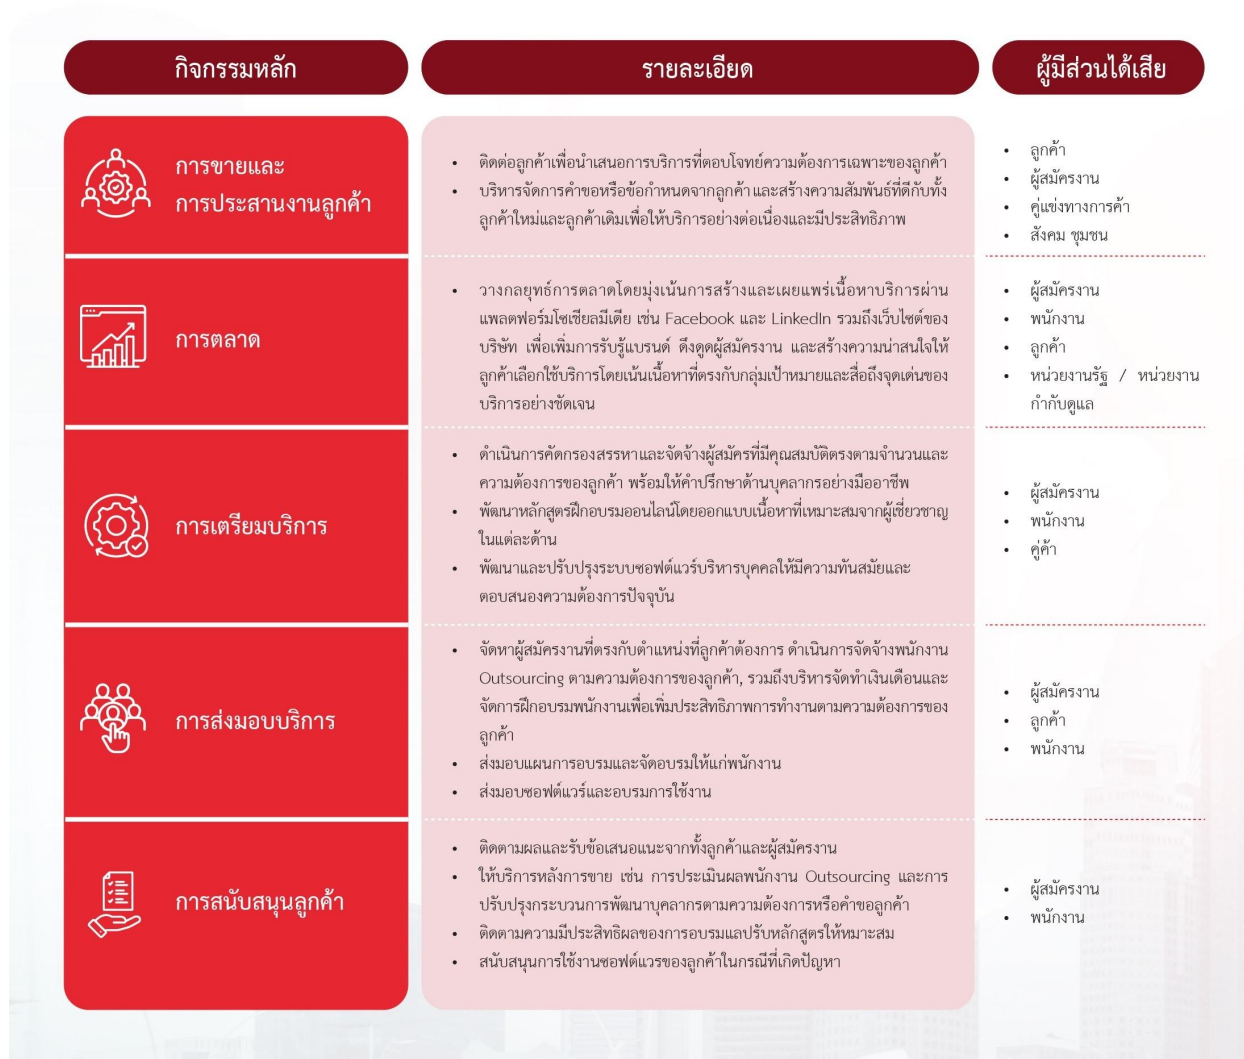 กิจกรรมหลัก
รายละเอียด
ผู้มีส่วนได้เสีย
การขายและ
การประสานงานลูกค้า
• ติดต่อลูกค้าเพื่อนำเสนอการบริการที่ตอบโจทย์ความต้องการเฉพาะของลูกค้า
• บริหารจัดการคำขอหรือข้อกำหนดจากลูกค้า และสร้างความสัมพันธ์ที่ดีกับทั้ง
ลูกค้าใหม่และลูกค้าเดิมเพื่อให้บริการอย่างต่อเนื่องและมีประสิทธิภาพ
• ลูกค้า
• ผู้สมัครงาน
• คู่แข่งทางการค้า
• สังคม ชุมชน
การตลาด
• วางกลยุทธ์การตลาดโดยมุ่งเน้นการสร้างและเผยแพร่เนื้อหาบริการผ่าน
แพลตฟอร์มโซเชียลมีเดีย เช่น Facebook และ LinkedIn รวมถึงเว็บไซต์ของ
บริษัท เพื่อเพิ่มการรับรู้แบรนด์ ดึงดูดผู้สมัครงาน และสร้างความน่าสนใจให้
ลูกค้าเลือกใช้บริการโดยเน้นเนื้อหาที่ตรงกับกลุ่มเป้าหมายและสื่อถึงจุดเด่นของ
บริการอย่างชัดเจน
• ผู้สมัครงาน
• พนักงาน
• ลูกค้า
• หน่วยงานรัฐ / หน่วยงาน
กำกับดูแล
การเตรียมบริการ
• ดำเนินการคัดกรองสรรหาและจัดจ้างผู้สมัครที่มีคุณสมบัติตรงตามจำนวนและ
ความต้องการของลูกค้า พร้อมให้คำปรึกษาด้านบุคลากรอย่างมืออาชีพ
• พัฒนาหลักสูตรฝึกอบรมออนไลน์โดยออกแบบเนื้อหาที่เหมาะสมจากผู้เชี่ยวชาญ
ในแต่ละด้าน
• พัฒนาและปรับปรุงระบบซอฟต์แวร์บริหารบุคคลให้มีความทันสมัยและ
ตอบสนองความต้องการปัจจุบัน
• ผู้สมัครงาน
• พนักงาน
• คู่ค้า
การส่งมอบบริการ
• จัดหาผู้สมัครงานที่ตรงกับตำแหน่งที่ลูกค้าต้องการ ดำเนินการจัดจ้างพนักงาน
Outsourcing ตามความต้องการของลูกค้า, รวมถึงบริหารจัดทำเงินเดือนและ
จัดการฝึกอบรมพนักงานเพื่อเพิ่มประสิทธิภาพการทำงานตามความต้องการของ
ลูกค้า
• ส่งมอบแผนการอบรมและจัดอบรมให้แก่พนักงาน
• ส่งมอบซอฟต์แวร์และอบรมการใช้งาน
• ผู้สมัครงาน
• ลูกค้า
• พนักงาน
การสนับสนุนลูกค้า
• ติดตามผลและรับข้อเสนอแนะจากทั้งลูกค้าและผู้สมัครงาน
• ให้บริการหลังการขาย เช่น การประเมินผลพนักงาน Outsourcing และการ
ปรับปรุงกระบวนการพัฒนาบุคลากรตามความต้องการหรือคำขอลูกค้า
• ติดตามความมีประสิทธิผลของการอบรมแลปรับหลักสูตรให้หมาะสม
• สนับสนุนการใช้งานซอฟต์แวรของลูกค้าในกรณีที่เกิดปัญหา
• ผู้สมัครงาน
• พนักงาน